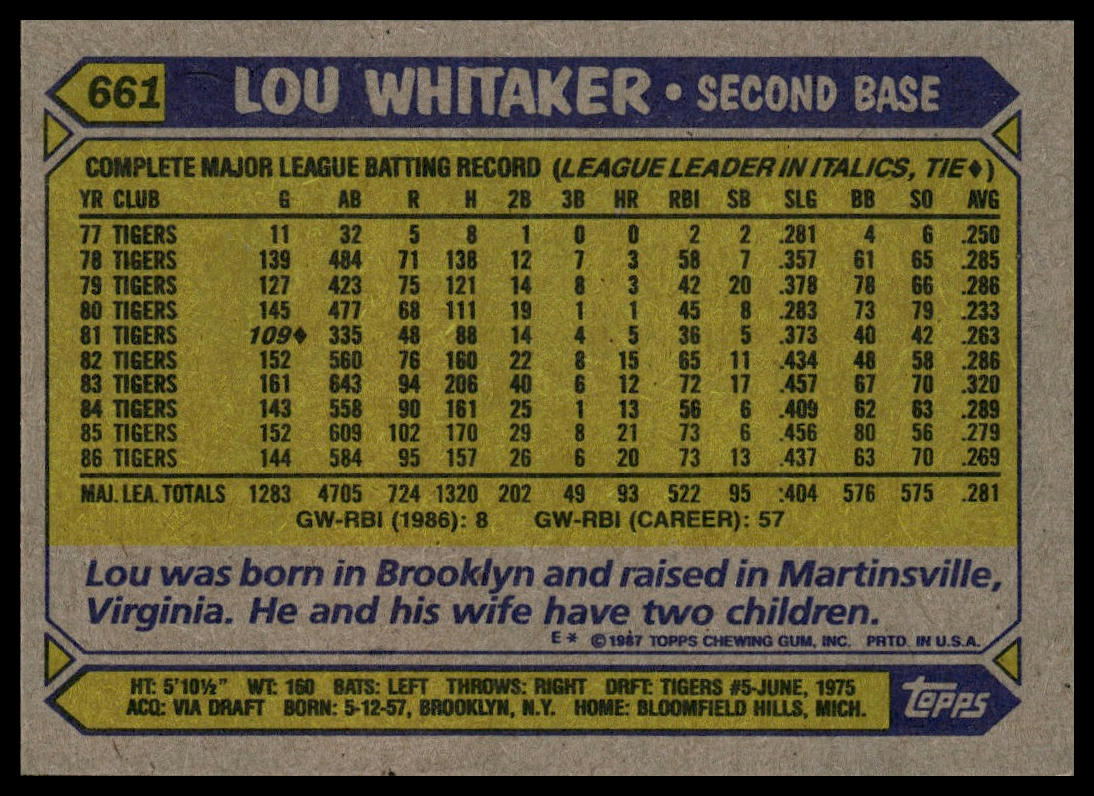 661 LOU WHITAKER • SECOND BASE
COMPLETE MAJOR LEAGUE BATTING RECORD (LEAGUE LEADER IN ITALICS, TIE♦)
YR CLUB G AB R H 2B 3B HR RBI SB SLG BB SO AVG
77 TIGERS 11 32 5 8 1 0 0 2 2 .281 4 6 .250
78 TIGERS 139 484 71 138 12 7 3 58 7 .357 61 65 .285
79 TIGERS 127 423 75 121 14 8 3 42 20 .378 78 66 .286
80 TIGERS 145 477 68 111 19 1 1 45 8 .283 73 79 .233
81 TIGERS 109♦ 335 48 88 14 4 5 36 5 .373 40 42 .263
82 TIGERS 152 560 76 160 22 8 15 65 11 .434 48 58 .286
83 TIGERS 161 643 94 206 40 6 12 72 17 .457 67 70 .320
84 TIGERS 143 558 90 161 25 1 13 56 6 .409 62 63 .289
85 TIGERS 152 609 102 170 29 8 21 73 6 .456 80 56 .279
86 TIGERS 144 584 95 157 26 6 20 73 13 .437 63 70 .269
MAJ. LEA. TOTALS 1283 4705 724 1320 202 49 93 522 95 .404 576 575 .281
GW-RBI (1986): 8 GW-RBI (CAREER): 57
Lou was born in Brooklyn and raised in Martinsville,
Virginia. He and his wife have two children.
E* ©1987 TOPPS CHEWING GUM, INC. PRTD. IN U.S.A.
HT: 5'10½" WT: 160 BATS: LEFT THROWS: RIGHT DRFT: TIGERS #5-JUNE, 1975
ACQ: VIA DRAFT BORN: 5-12-57, BROOKLYN, N.Y. HOME: BLOOMFIELD HILLS, MICH.
TOPPS